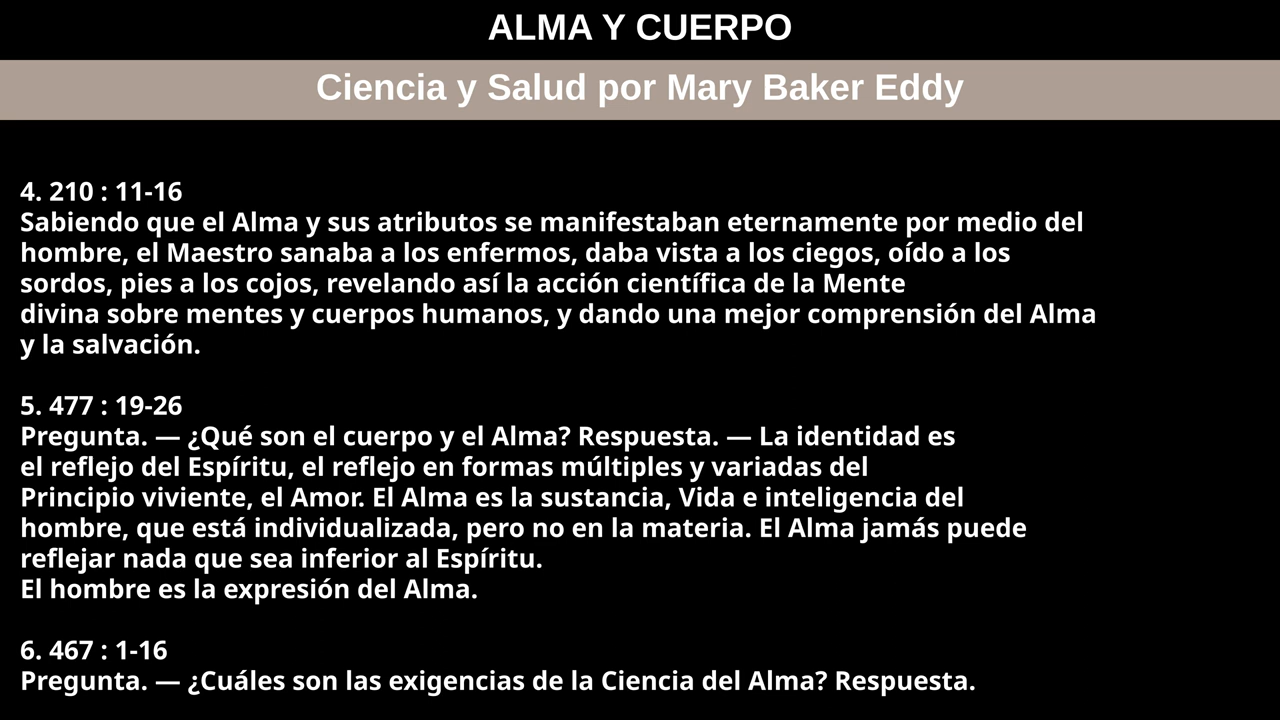 ALMA Y CUERPO
Ciencia y Salud por Mary Baker Eddy
4. 210 : 11-16
Sabiendo que el Alma y sus atributos se manifestaban eternamente por medio del
hombre, el Maestro sanaba a los enfermos, daba vista a los ciegos, oído a los
sordos, pies a los cojos, revelando así la acción científica de la Mente
divina sobre mentes y cuerpos humanos, y dando una mejor comprensión del Alma
y la salvación.
5. 477 : 19-26
Pregunta. — ¿Qué son el cuerpo y el Alma? Respuesta. — La identidad es
el reflejo del Espíritu, el reflejo en formas múltiples y variadas del
Principio viviente, el Amor. El Alma es la sustancia, Vida e inteligencia del
hombre, que está individualizada, pero no en la materia. El Alma jamás puede
reflejar nada que sea inferior al Espíritu.
El hombre es la expresión del Alma.
6. 467 : 1-16
Pregunta. — ¿Cuáles son las exigencias de la Ciencia del Alma? Respuesta.